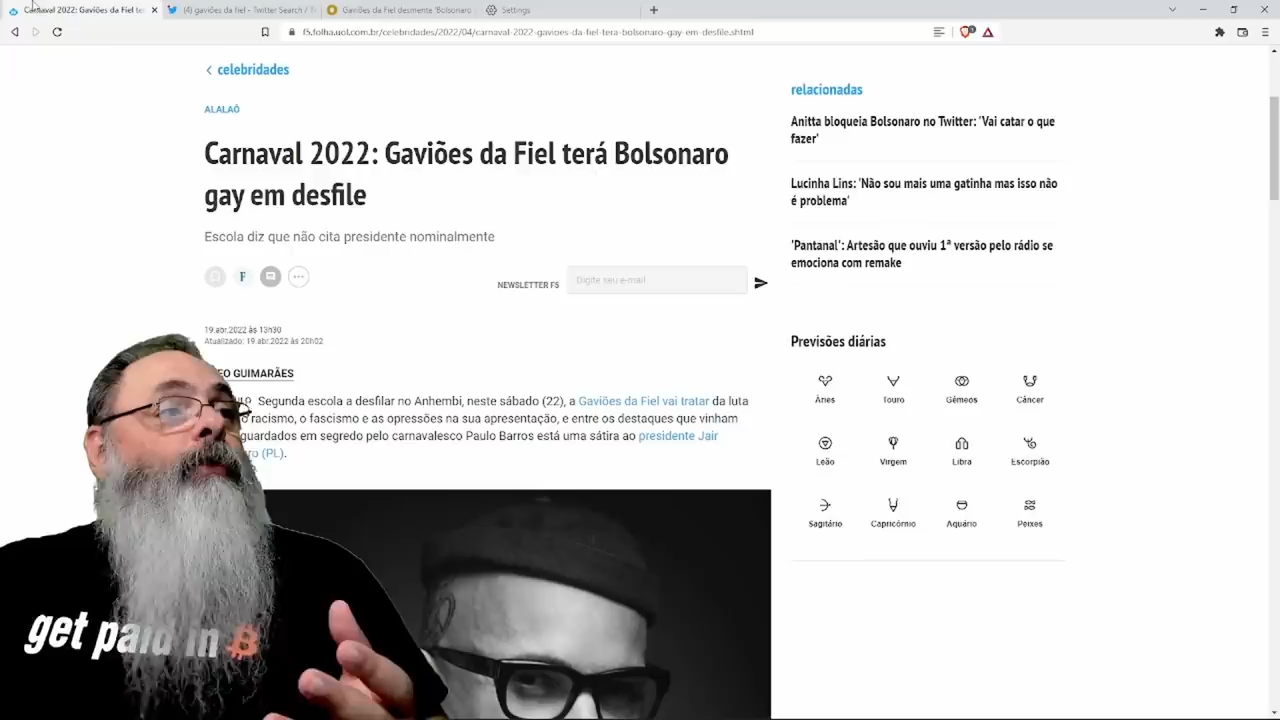 Carnaval 2022: Gaviões da Fiel ter
(4) gaviões da fiel - Twitter Search / T
Gaviões da Fiel desmente 'Bolsonaro
Settings
f5.folha.uol.com.br/celebridades/2022/04/carnaval-2022-gavioes-da-fiel-tera-bolsonaro-gay-em-desfile.shtml
celebridades
ALALAÔ
Carnaval 2022: Gaviões da Fiel terá Bolsonaro
gay em desfile
Escola diz que não cita presidente nominalmente
F
NEWSLETTER F5
Digite seu e-mail
19.abr.2022 às 13h30
Atualizado: 19.abr.2022 às 20h02
EO GUIMARÃES
Segunda escola a desfilar no Anhembi, neste sábado (22), a Gaviões da Fiel vai tratar da luta
o racismo, o fascismo e as opressões na sua apresentação, e entre os destaques que vinham
guardados em segredo pelo carnavalesco Paulo Barros está uma sátira ao presidente Jair
ro (PL).
relacionadas
Anitta bloqueia Bolsonaro no Twitter: 'Vai catar o que
fazer'
Lucinha Lins: 'Não sou mais uma gatinha mas isso não
é problema'
'Pantanal': Artesão que ouviu 1ª versão pelo rádio se
emociona com remake
Previsões diárias
Áries
Touro
Gêmeos
Câncer
Leão
Virgem
Libra
Escorpião
Sagitário
Capricórnio
Aquário
Peixes
get paid in ₿